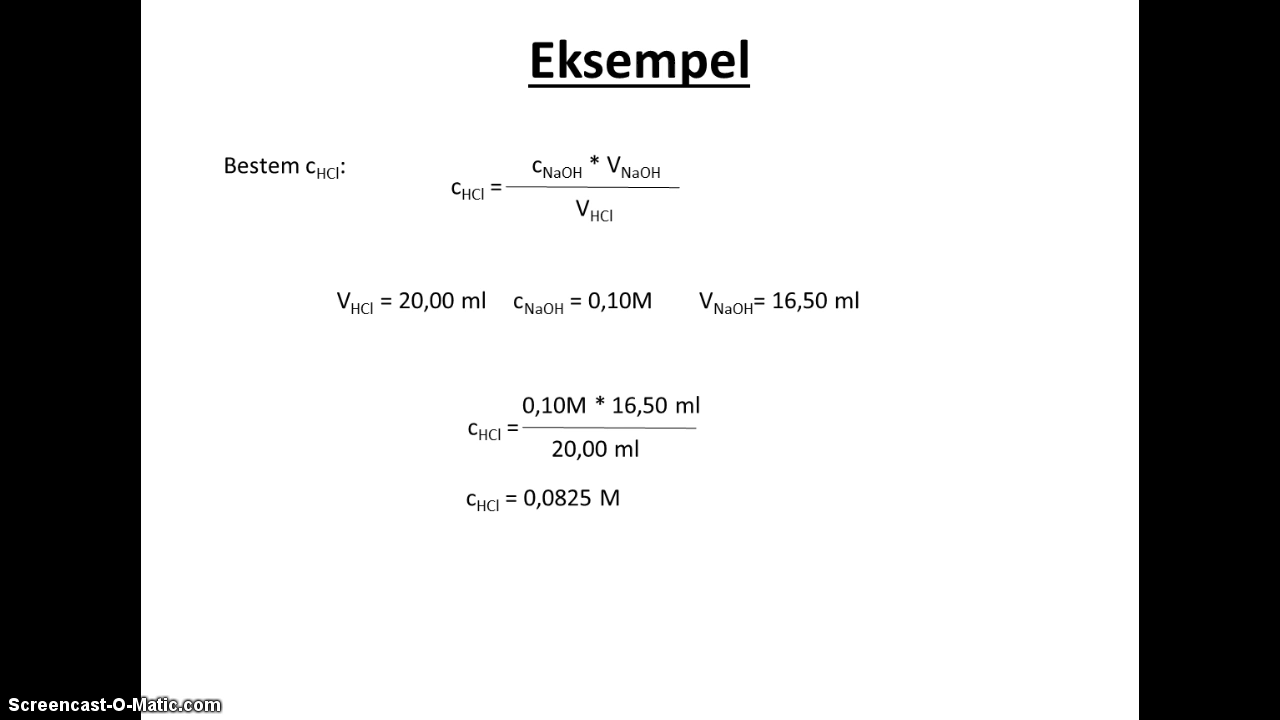 Eksempel
Bestem cHCl:
cHCl = cNaOH * VNaOH
VHCl
VHCl = 20,00 ml cNaOH = 0,10M VNaOH= 16,50 ml
cHCl = 0,10M * 16,50 ml
20,00 ml
cHCl = 0,0825 M
Screencast-O-Matic.com